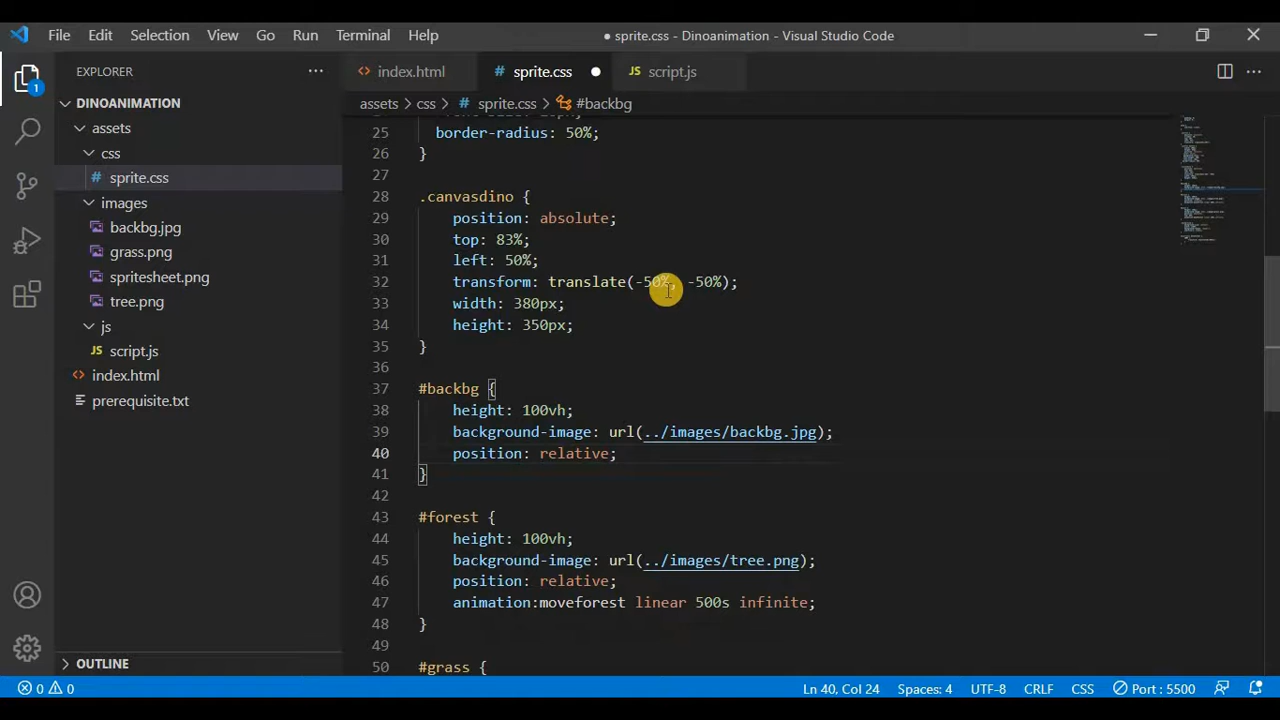 File Edit Selection View Go Run Terminal Help
● sprite.css - Dinoanimation - Visual Studio Code
EXPLORER ···
index.html
# sprite.css ●
JS script.js
1
DINOANIMATION
assets
css
# sprite.css
images
backbg.jpg
grass.png
spritesheet.png
tree.png
js
JS script.js
index.html
prerequisite.txt
OUTLINE
assets > css > # sprite.css > #backbg
25 border-radius: 50%;
26 }
27
28 .canvasdino {
29 position: absolute;
30 top: 83%;
31 left: 50%;
32 transform: translate(-50%, -50%);
33 width: 380px;
34 height: 350px;
35 }
36
37 #backbg {
38 height: 100vh;
39 background-image: url(../images/backbg.jpg);
40 position: relative;
41 }
42
43 #forest {
44 height: 100vh;
45 background-image: url(../images/tree.png);
46 position: relative;
47 animation:moveforest linear 500s infinite;
48 }
49
50 #grass {
0 0 Ln 40, Col 24 Spaces: 4 UTF-8 CRLF CSS Port : 5500